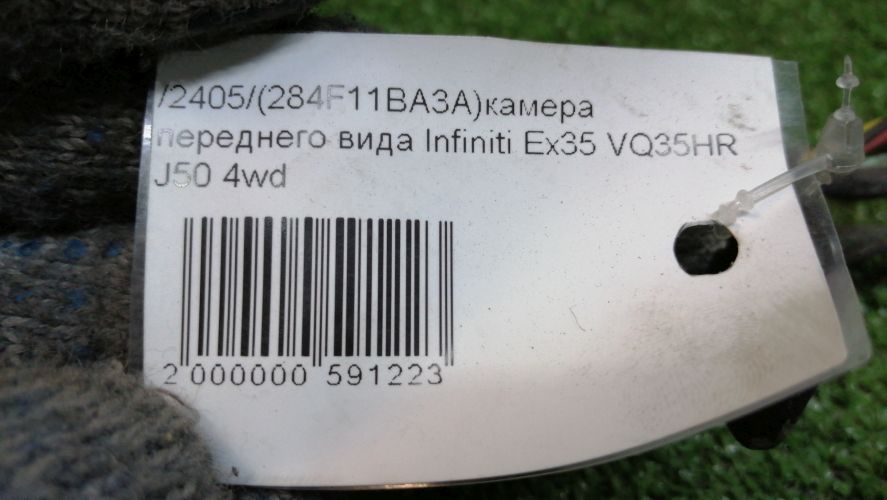 /2405/(284F11BA3A)камера
переднего вида Infiniti Ex35 VQ35HR
J50 4wd
2 000000 591223